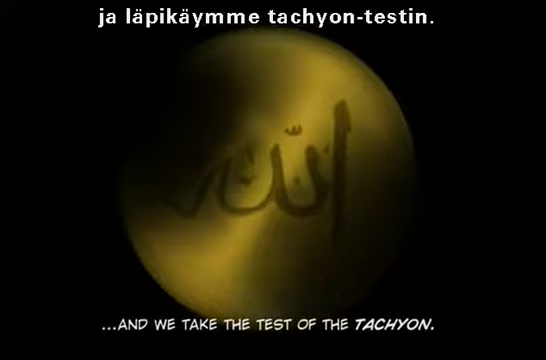 ja läpikäymme tachyon-testin.
الله
...AND WE TAKE THE TEST OF THE TACHYON.